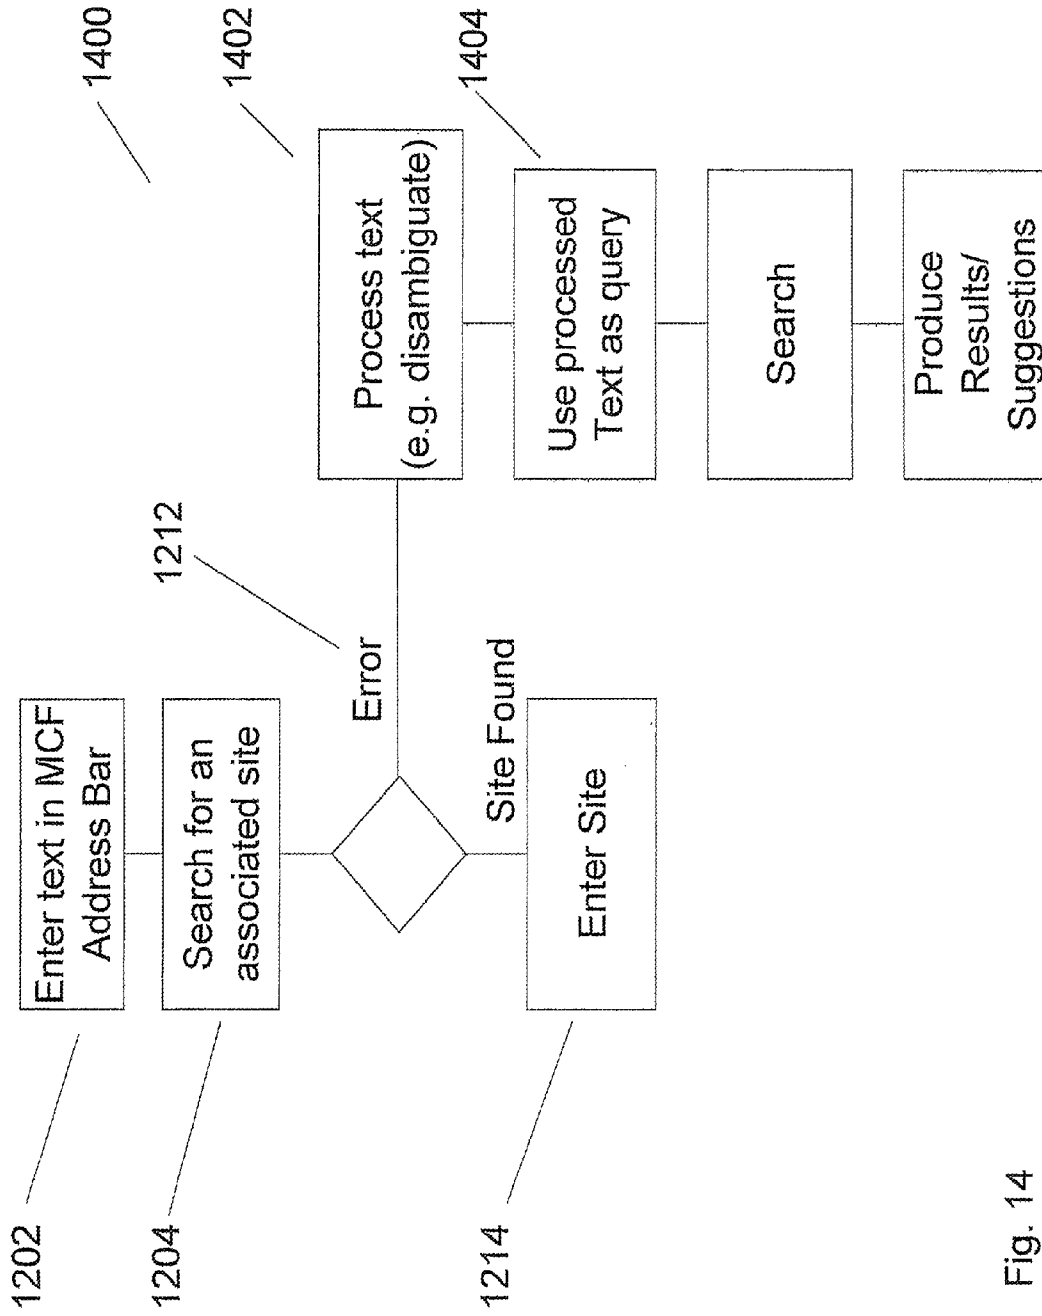 1400
1202
Enter text in MCF
Address Bar
1204
Search for an
associated site
1212
Error
1402
Process text
(e.g. disambiguate)
Site Found
1404
Use processed
Text as query
1214
Enter Site
Search
Produce
Results/
Suggestions
Fig. 14